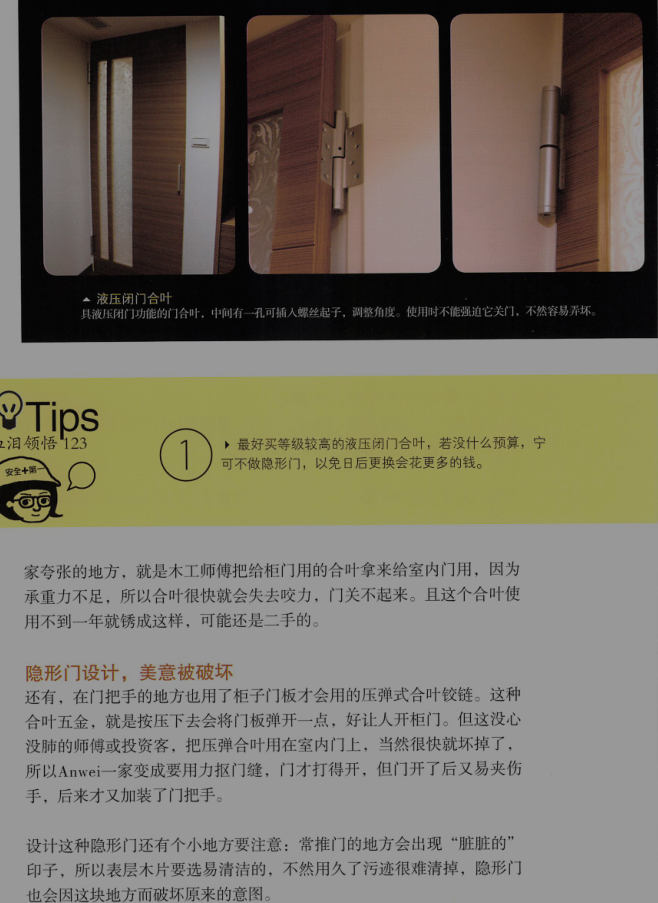 液压闭门合叶
具液压闭门功能的门合叶，中间有一孔可插入螺丝起子，调整角度。使用时不能强迫它关门，不然容易弄坏。
Tips
泪领悟 123
安全+第一
1
最好买等级较高的液压闭门合叶，若没什么预算，宁
可不做隐形门，以免日后更换会花更多的钱。
家夸张的地方，就是木工师傅把给柜门用的合叶拿来给室内门用，因为
承重力不足，所以合叶很快就会失去咬力，门关不起来。且这个合叶使
用不到一年就锈成这样，可能还是二手的。
隐形门设计，美意被破坏
还有，在门把手的地方也用了柜子门板才会用的压弹式合叶铰链。这种
合叶五金，就是按压下去会将门板弹开一点，好让人开柜门。但这没心
没肺的师傅或投资客，把压弹合叶用在室内门上，当然很快就坏掉了，
所以Anwei一家变成要用力抠门缝，门才打得开，但门开了后又易夹伤
手，后来才又加装了门把手。
设计这种隐形门还有个小地方要注意：常推门的地方会出现“脏脏的”
印子，所以表层木片要选易清洁的，不然用久了污迹很难清掉，隐形门
也会因这块地方而破坏原来的意图。